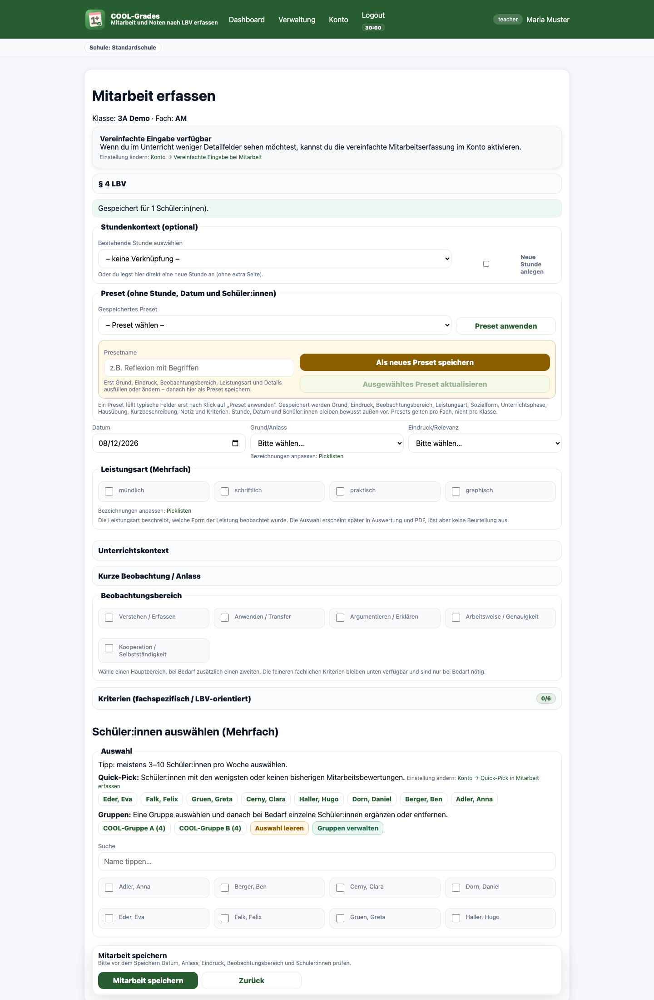 COOL-Grades
Mitarbeit und Noten nach LBV erfassen
Dashboard
Verwaltung
Konto
Logout
30:00
teacher
Maria Muster
Schule: Standardschule
Mitarbeit erfassen
Klasse: 3A Demo · Fach: AM
Vereinfachte Eingabe verfügbar
Wenn du im Unterricht weniger Detailfelder sehen möchtest, kannst du die vereinfachte Mitarbeitserfassung im Konto aktivieren.
Einstellung ändern: Konto → Vereinfachte Eingabe bei Mitarbeit
§ 4 LBV
Gespeichert für 1 Schüler:in(nen).
Stundenkontext (optional)
Bestehende Stunde auswählen
– keine Verknüpfung –
Neue
Stunde
anlegen
Oder du legst hier direkt eine neue Stunde an (ohne extra Seite).
Preset (ohne Stunde, Datum und Schüler:innen)
Gespeichertes Preset
– Preset wählen –
Preset anwenden
Presetname
z.B. Reflexion mit Begriffen
Erst Grund, Eindruck, Beobachtungsbereich, Leistungsart und Details
ausfüllen oder ändern – danach hier als Preset speichern.
Als neues Preset speichern
Ausgewähltes Preset aktualisieren
Ein Preset füllt typische Felder erst nach Klick auf „Preset anwenden“. Gespeichert werden Grund, Eindruck, Beobachtungsbereich, Leistungsart, Sozialform, Unterrichtsphase,
Hausübung, Kurzbeschreibung, Notiz und Kriterien. Stunde, Datum und Schüler:innen bleiben bewusst außen vor. Presets gelten pro Fach, nicht pro Klasse.
Datum
Grund/Anlass
Eindruck/Relevanz
08/12/2026
Bitte wählen…
Bitte wählen…
Bezeichnungen anpassen: Picklisten
Leistungsart (Mehrfach)
mündlich
schriftlich
praktisch
graphisch
Bezeichnungen anpassen: Picklisten
Die Leistungsart beschreibt, welche Form der Leistung beobachtet wurde. Die Auswahl erscheint später in Auswertung und PDF, löst aber keine Beurteilung aus.
Unterrichtskontext
Kurze Beobachtung / Anlass
Beobachtungsbereich
Verstehen / Erfassen
Anwenden / Transfer
Argumentieren / Erklären
Arbeitsweise / Genauigkeit
Kooperation /
Selbstständigkeit
Wähle einen Hauptbereich, bei Bedarf zusätzlich einen zweiten. Die feineren fachlichen Kriterien bleiben unten verfügbar und sind nur bei Bedarf nötig.
Kriterien (fachspezifisch / LBV-orientiert)
0/6
Schüler:innen auswählen (Mehrfach)
Auswahl
Tipp: meistens 3–10 Schüler:innen pro Woche auswählen.
Quick-Pick: Schüler:innen mit den wenigsten oder keinen bisherigen Mitarbeitsbewertungen. Einstellung ändern: Konto → Quick-Pick in Mitarbeit
erfassen
Eder, Eva
Falk, Felix
Gruen, Greta
Cerny, Clara
Haller, Hugo
Dorn, Daniel
Berger, Ben
Adler, Anna
Gruppen: Eine Gruppe auswählen und danach bei Bedarf einzelne Schüler:innen ergänzen oder entfernen.
COOL-Gruppe A (4)
COOL-Gruppe B (4)
Auswahl leeren
Gruppen verwalten
Suche
Name tippen…
Adler, Anna
Berger, Ben
Cerny, Clara
Dorn, Daniel
Eder, Eva
Falk, Felix
Gruen, Greta
Haller, Hugo
Mitarbeit speichern
Bitte vor dem Speichern Datum, Anlass, Eindruck, Beobachtungsbereich und Schüler:innen prüfen.
Mitarbeit speichern
Zurück